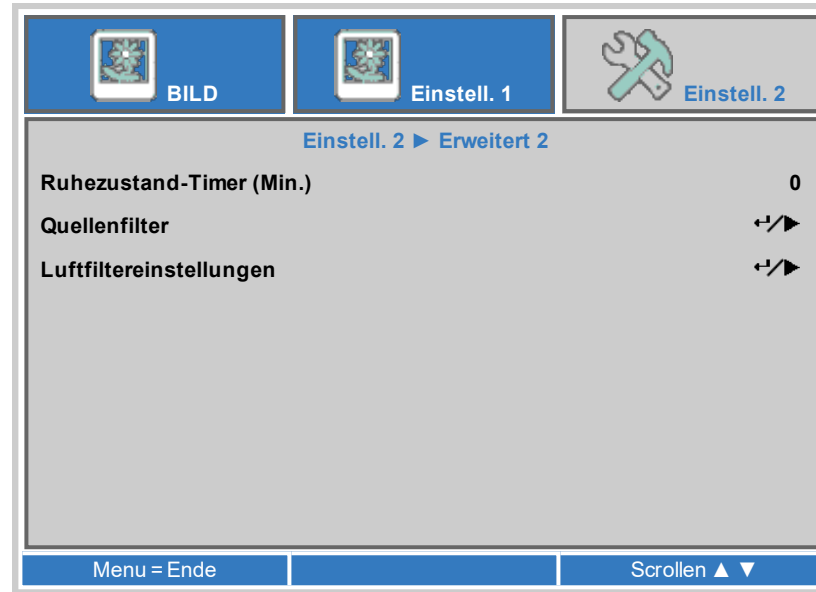 BILD
Einstell. 1
Einstell. 2
Einstell. 2 ► Erweitert 2
Ruhezustand-Timer (Min.) 0
Quellenfilter ↵/►
Luftfiltereinstellungen ↵/►
Menu = Ende
Scrollen ▲ ▼